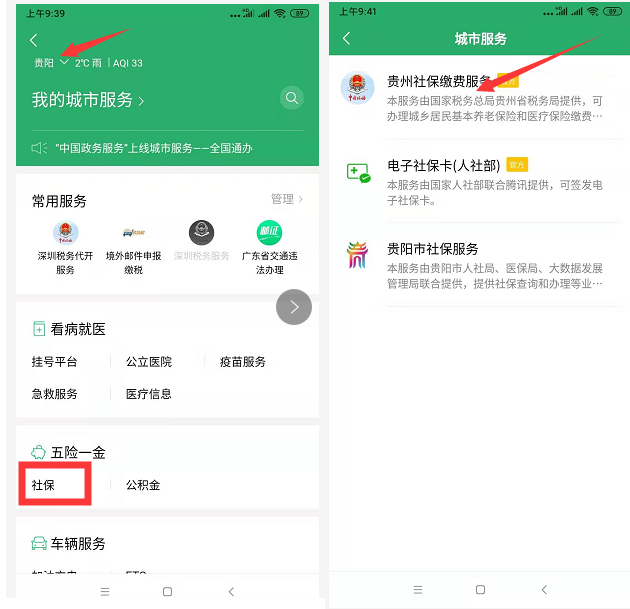 上午9:39
89
贵阳
2℃ 雨 | AQI 33
我的城市服务
"中国政务服务"上线城市服务——全国通办
常用服务
管理
深圳税务代开服务
境外邮件申报缴税
深圳税务服务
邮证
广东省交通违法办理
看病就医
挂号平台
公立医院
疫苗服务
急救服务
医疗信息
五险一金
社保
公积金
车辆服务
上午9:41
89
城市服务
贵州社保缴费服务
官方
本服务由国家税务总局贵州省税务局提供，可
办理城乡居民基本养老保险和医疗保险缴费…
电子社保卡(人社部)
官方
本服务由国家人社部联合腾讯提供，可签发电
子社保卡。
贵阳市社保服务
本服务由贵阳市人社局、医保局、大数据发展
管理局联合提供，提供社保查询和办理等业…